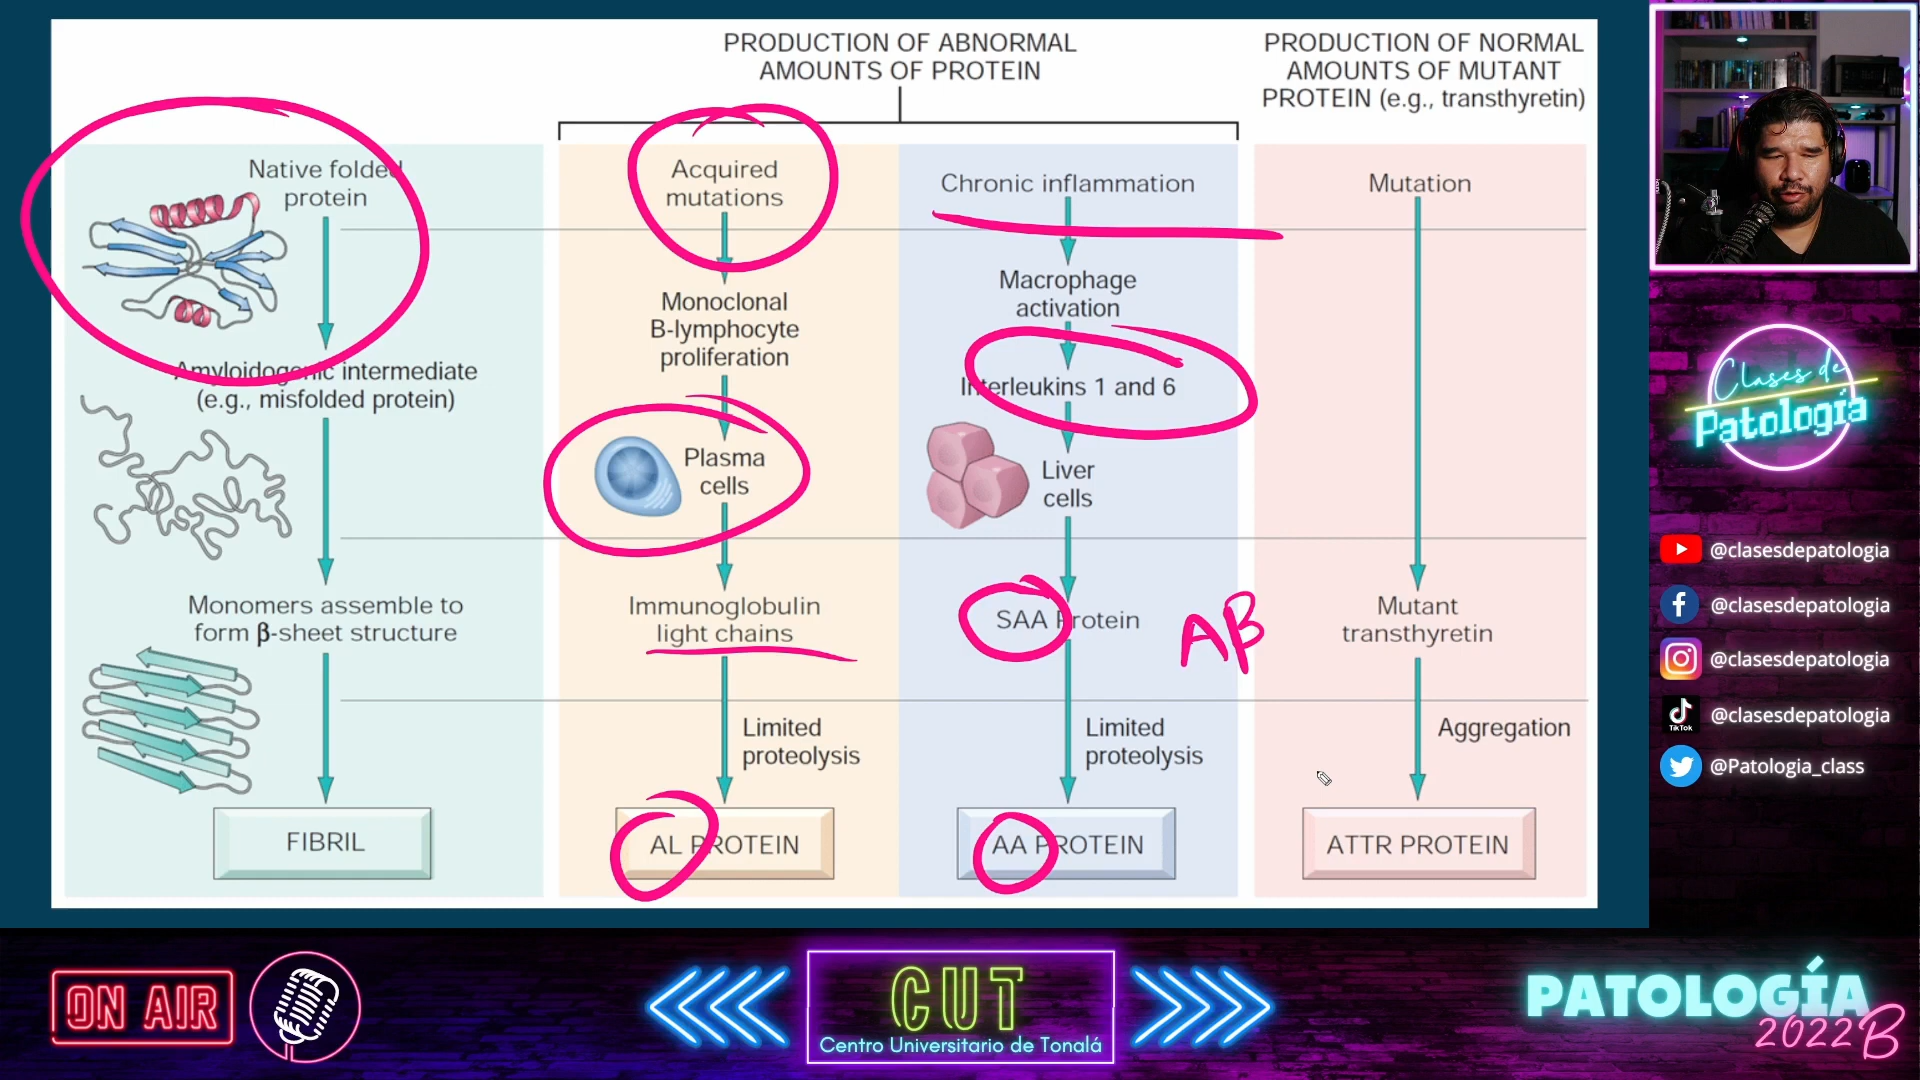 PRODUCTION OF ABNORMAL
AMOUNTS OF PROTEIN
PRODUCTION OF NORMAL
AMOUNTS OF MUTANT
PROTEIN (e.g., transthyretin)
Native folded
protein
Amyloidogenic intermediate
(e.g., misfolded protein)
Monomers assemble to
form β-sheet structure
FIBRIL
Acquired
mutations
Monoclonal
B-lymphocyte
proliferation
Plasma
cells
Immunoglobulin
light chains
Limited
proteolysis
AL PROTEIN
Chronic inflammation
Macrophage
activation
Interleukins 1 and 6
Liver
cells
SAA Protein
Aβ
Limited
proteolysis
AA PROTEIN
Mutation
Mutant
transthyretin
Aggregation
ATTR PROTEIN
Clases de
Patología
@clasesdepatologia
@clasesdepatologia
@clasesdepatologia
TikTok
@clasesdepatologia
@Patologia_class
ON AIR
CUT
Centro Universitario de Tonalá
PATOLOGÍA
2022B